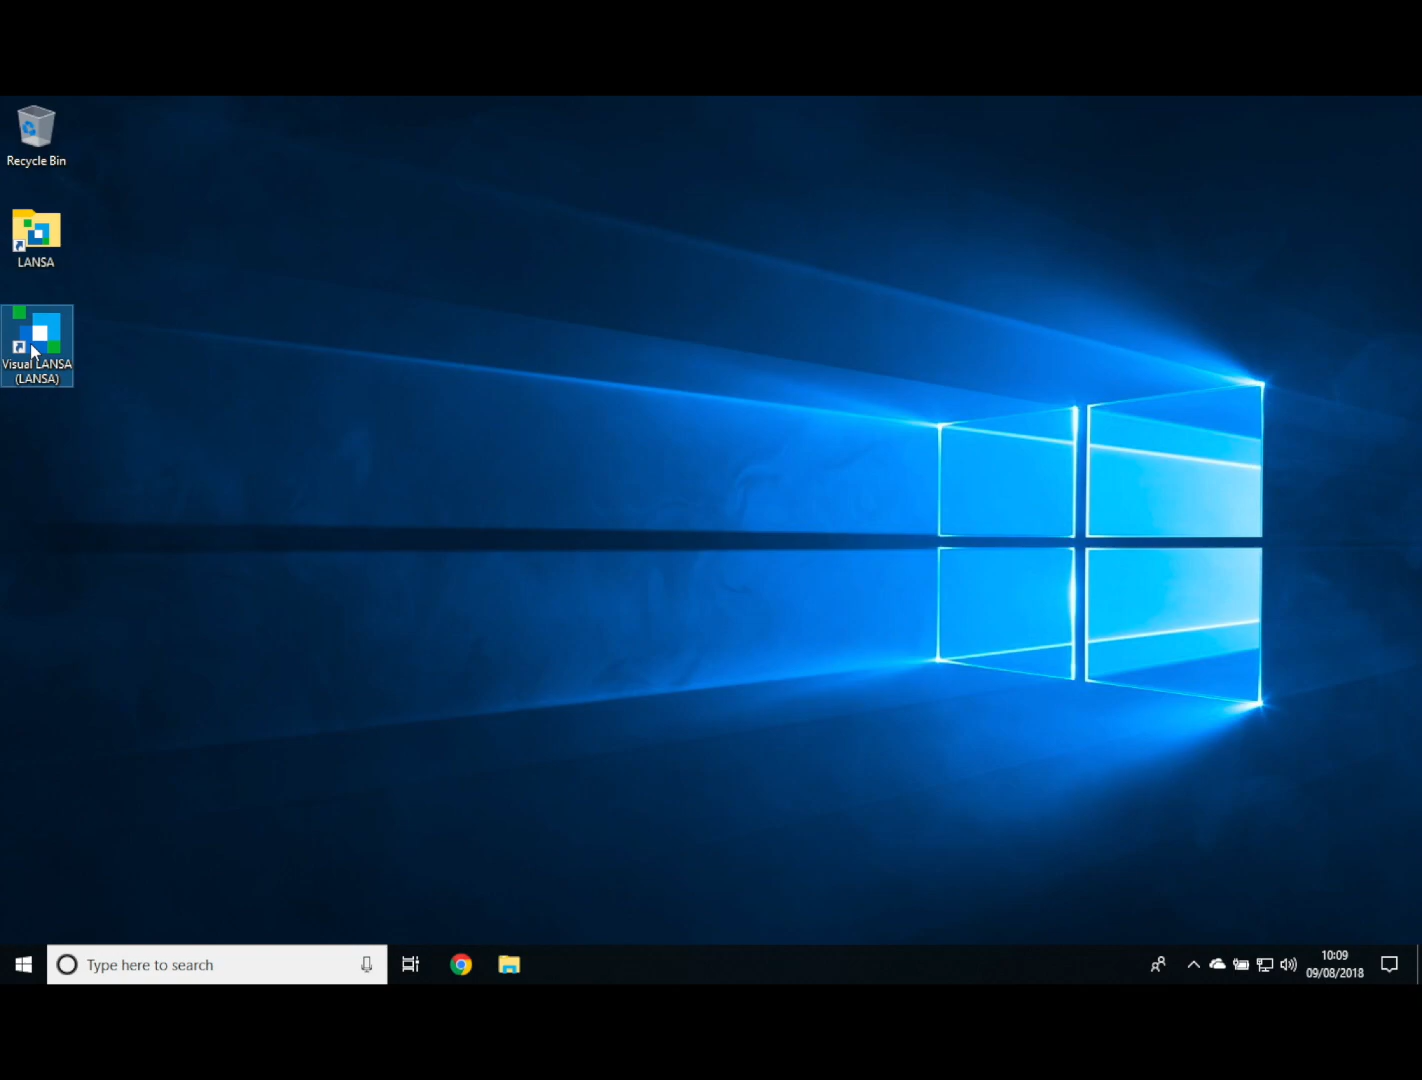 Recycle Bin
LANSA
Visual LANSA
(LANSA)
Type here to search
10:09
09/08/2018